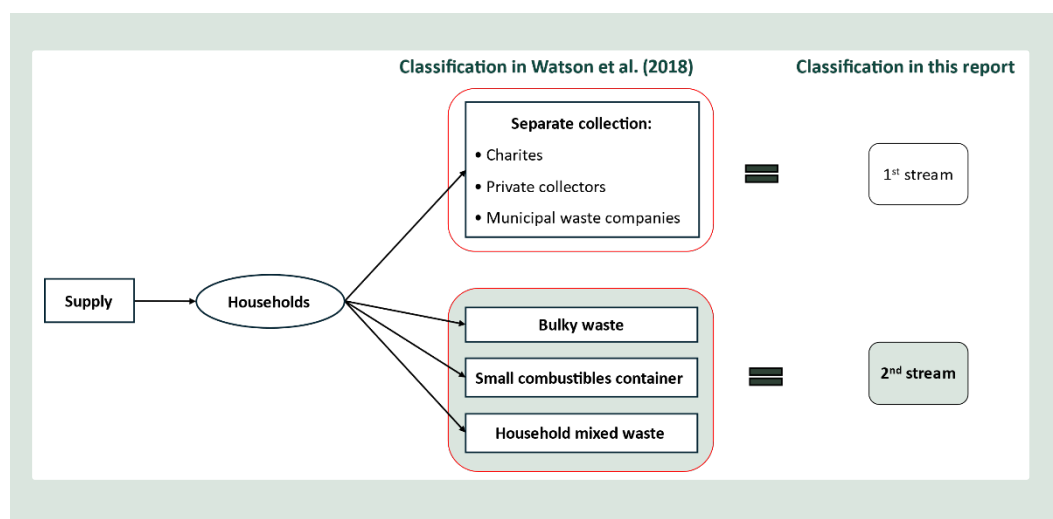 Classification in Watson et al. (2018)
Classification in this report
Separate collection:
• Charites
• Private collectors
• Municipal waste companies
1st stream
Supply
Households
Bulky waste
Small combustibles container
Household mixed waste
2nd stream